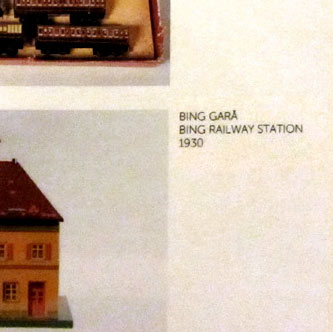 BING GARĂ
BING RAILWAY STATION
1930